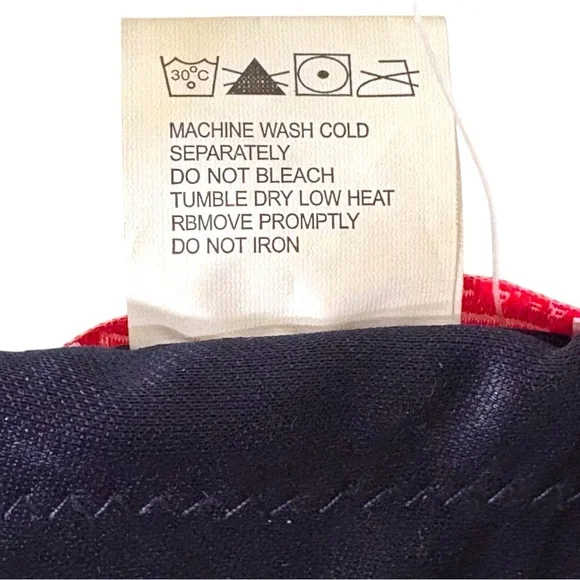 30°C
MACHINE WASH COLD
SEPARATELY
DO NOT BLEACH
TUMBLE DRY LOW HEAT
RBMOVE PROMPTLY
DO NOT IRON